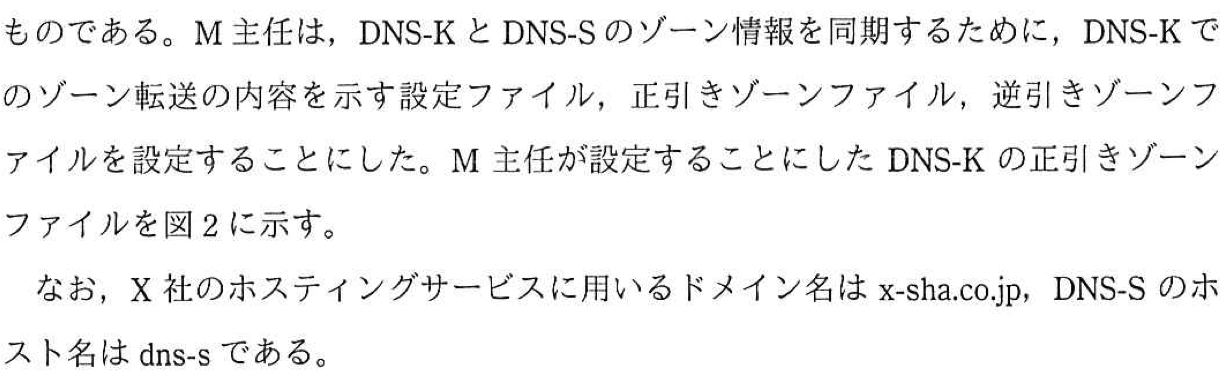 ものである。M 主任は，DNS-K と DNS-S のゾーン情報を同期するために，DNS-K で
のゾーン転送の内容を示す設定ファイル，正引きゾーンファイル，逆引きゾーンフ
ァイルを設定することにした。M 主任が設定することにした DNS-K の正引きゾーン
ファイルを図 2 に示す。
なお，X 社のホスティングサービスに用いるドメイン名は x-sha.co.jp，DNS-S のホ
スト名は dns-s である。